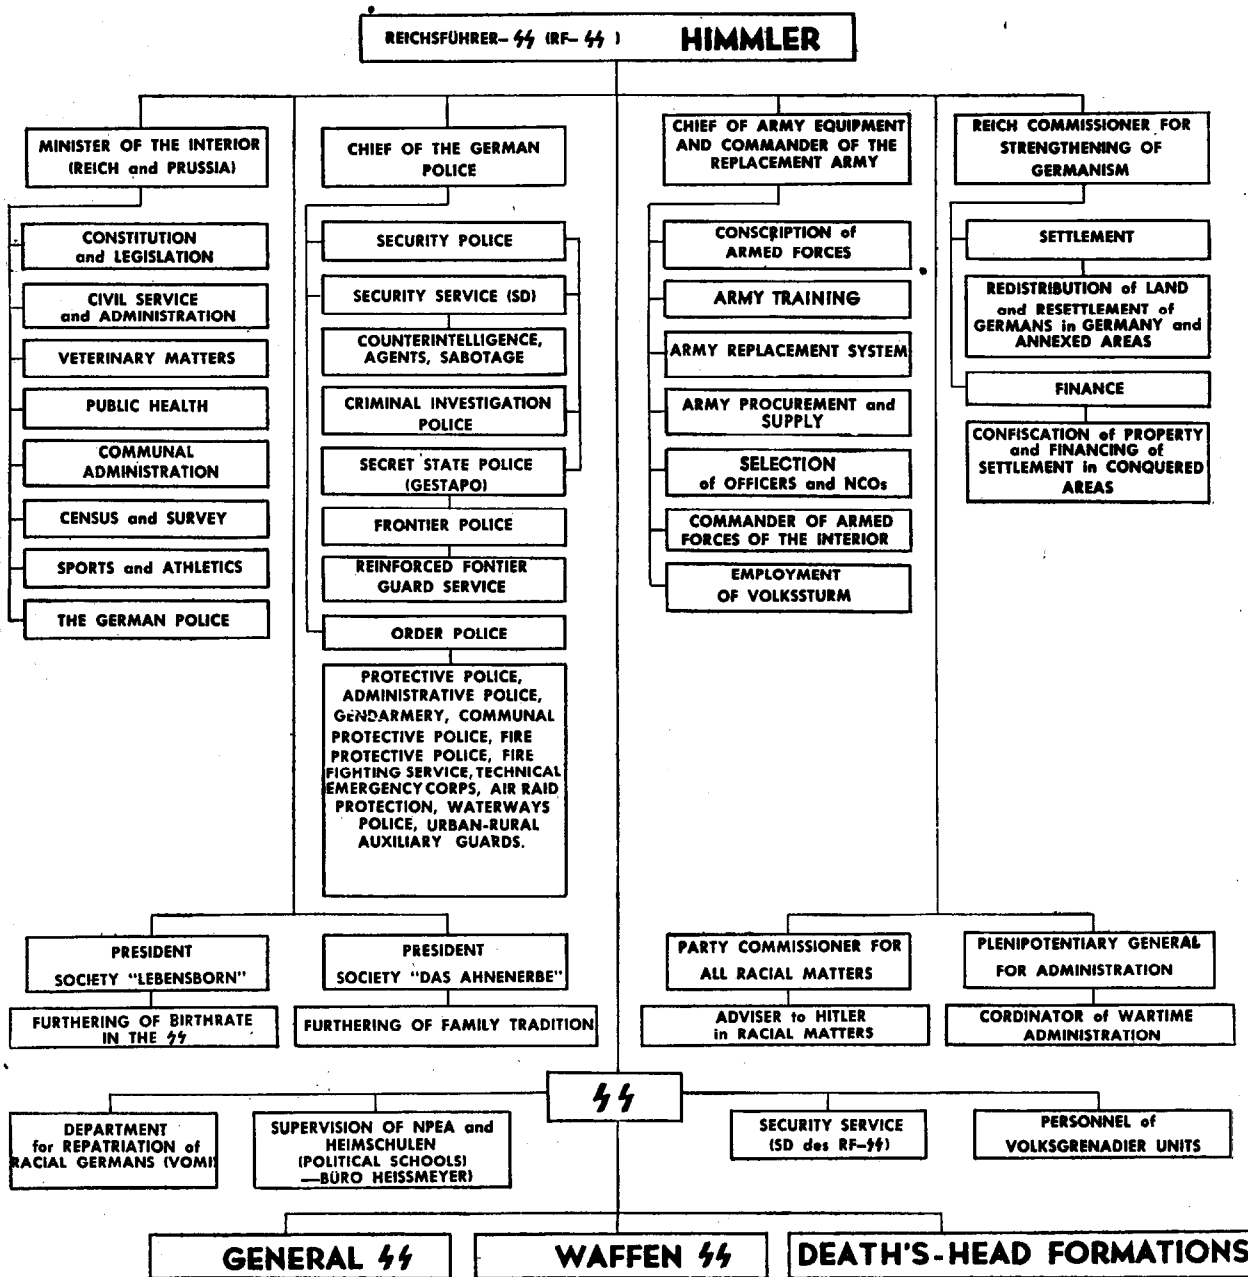 REICHSFÜHRER–ᛋᛋ (RF–ᛋᛋ ) HIMMLER
MINISTER OF THE INTERIOR
(REICH and PRUSSIA)
CONSTITUTION
and LEGISLATION
CIVIL SERVICE
and ADMINISTRATION
VETERINARY MATTERS
PUBLIC HEALTH
COMMUNAL
ADMINISTRATION
CENSUS and SURVEY
SPORTS and ATHLETICS
THE GERMAN POLICE
CHIEF OF THE GERMAN
POLICE
SECURITY POLICE
SECURITY SERVICE (SD)
COUNTERINTELLIGENCE,
AGENTS, SABOTAGE
CRIMINAL INVESTIGATION
POLICE
SECRET STATE POLICE
(GESTAPO)
FRONTIER POLICE
REINFORCED FONTIER
GUARD SERVICE
ORDER POLICE
PROTECTIVE POLICE,
ADMINISTRATIVE POLICE,
GENDARMERY, COMMUNAL
PROTECTIVE POLICE, FIRE
PROTECTIVE POLICE, FIRE
FIGHTING SERVICE, TECHNICAL
EMERGENCY CORPS, AIR RAID
PROTECTION, WATERWAYS
POLICE, URBAN-RURAL
AUXILIARY GUARDS.
CHIEF OF ARMY EQUIPMENT
AND COMMANDER OF THE
REPLACEMENT ARMY
CONSCRIPTION of
ARMED FORCES
ARMY TRAINING
ARMY REPLACEMENT SYSTEM
ARMY PROCUREMENT and
SUPPLY
SELECTION
of OFFICERS and NCOs
COMMANDER OF ARMED
FORCES OF THE INTERIOR
EMPLOYMENT
OF VOLKSSTURM
REICH COMMISSIONER FOR
STRENGTHENING OF
GERMANISM
SETTLEMENT
REDISTRIBUTION of LAND
and RESETTLEMENT of
GERMANS in GERMANY and
ANNEXED AREAS
FINANCE
CONFISCATION of PROPERTY
and FINANCING of
SETTLEMENT in CONQUERED
AREAS
PRESIDENT
SOCIETY "LEBENSBORN"
FURTHERING OF BIRTHRATE
IN THE ᛋᛋ
PRESIDENT
SOCIETY "DAS AHNENERBE"
FURTHERING OF FAMILY TRADITION
PARTY COMMISSIONER FOR
ALL RACIAL MATTERS
ADVISER to HITLER
in RACIAL MATTERS
PLENIPOTENTIARY GENERAL
FOR ADMINISTRATION
CORDINATOR of WARTIME
ADMINISTRATION
ᛋᛋ
DEPARTMENT
for REPATRIATION of
RACIAL GERMANS (VOMI)
SUPERVISION OF NPEA and
HEIMSCHULEN
(POLITICAL SCHOOLS)
—BÜRO HEISSMEYER)
SECURITY SERVICE
(SD des RF–ᛋᛋ)
PERSONNEL of
VOLKSGRENADIER UNITS
GENERAL ᛋᛋ
WAFFEN ᛋᛋ
DEATH'S-HEAD FORMATIONS